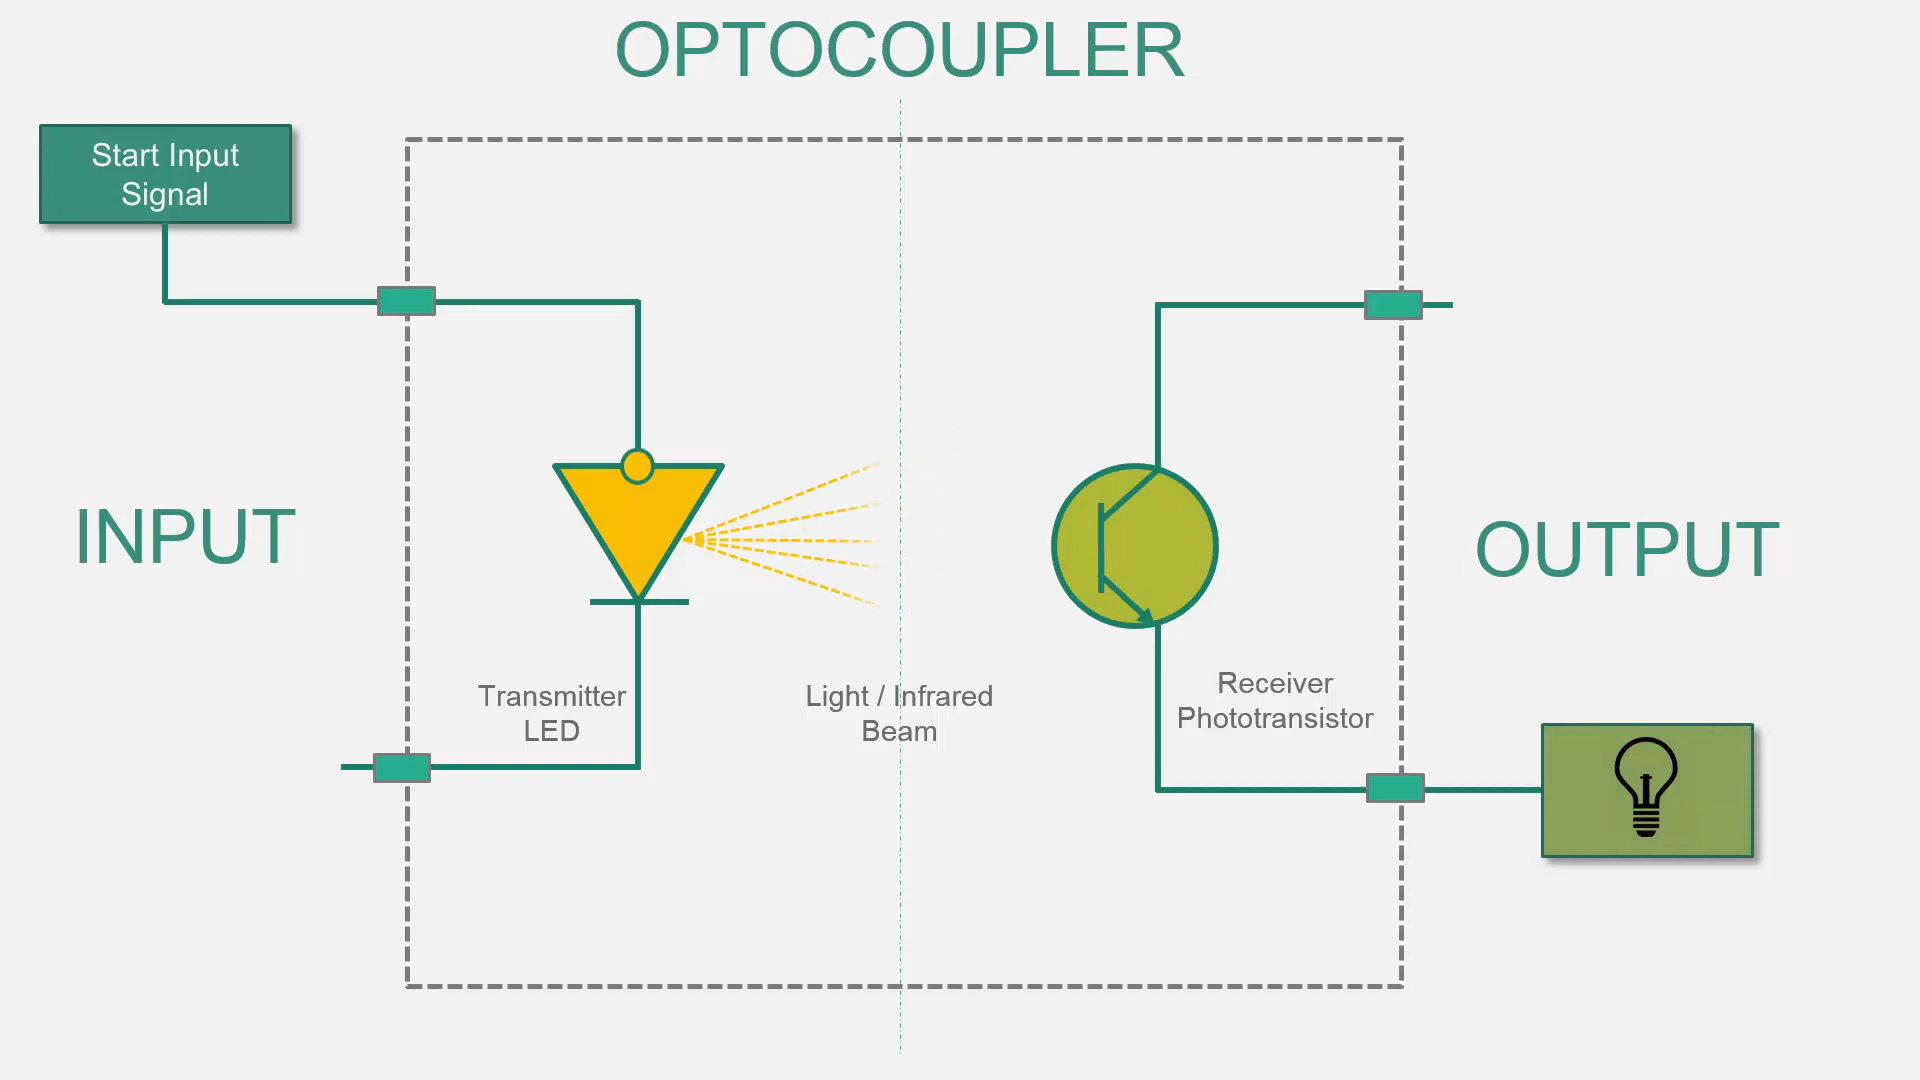 OPTOCOUPLER
Start Input
Signal
INPUT
OUTPUT
Transmitter
LED
Light / Infrared
Beam
Receiver
Phototransistor